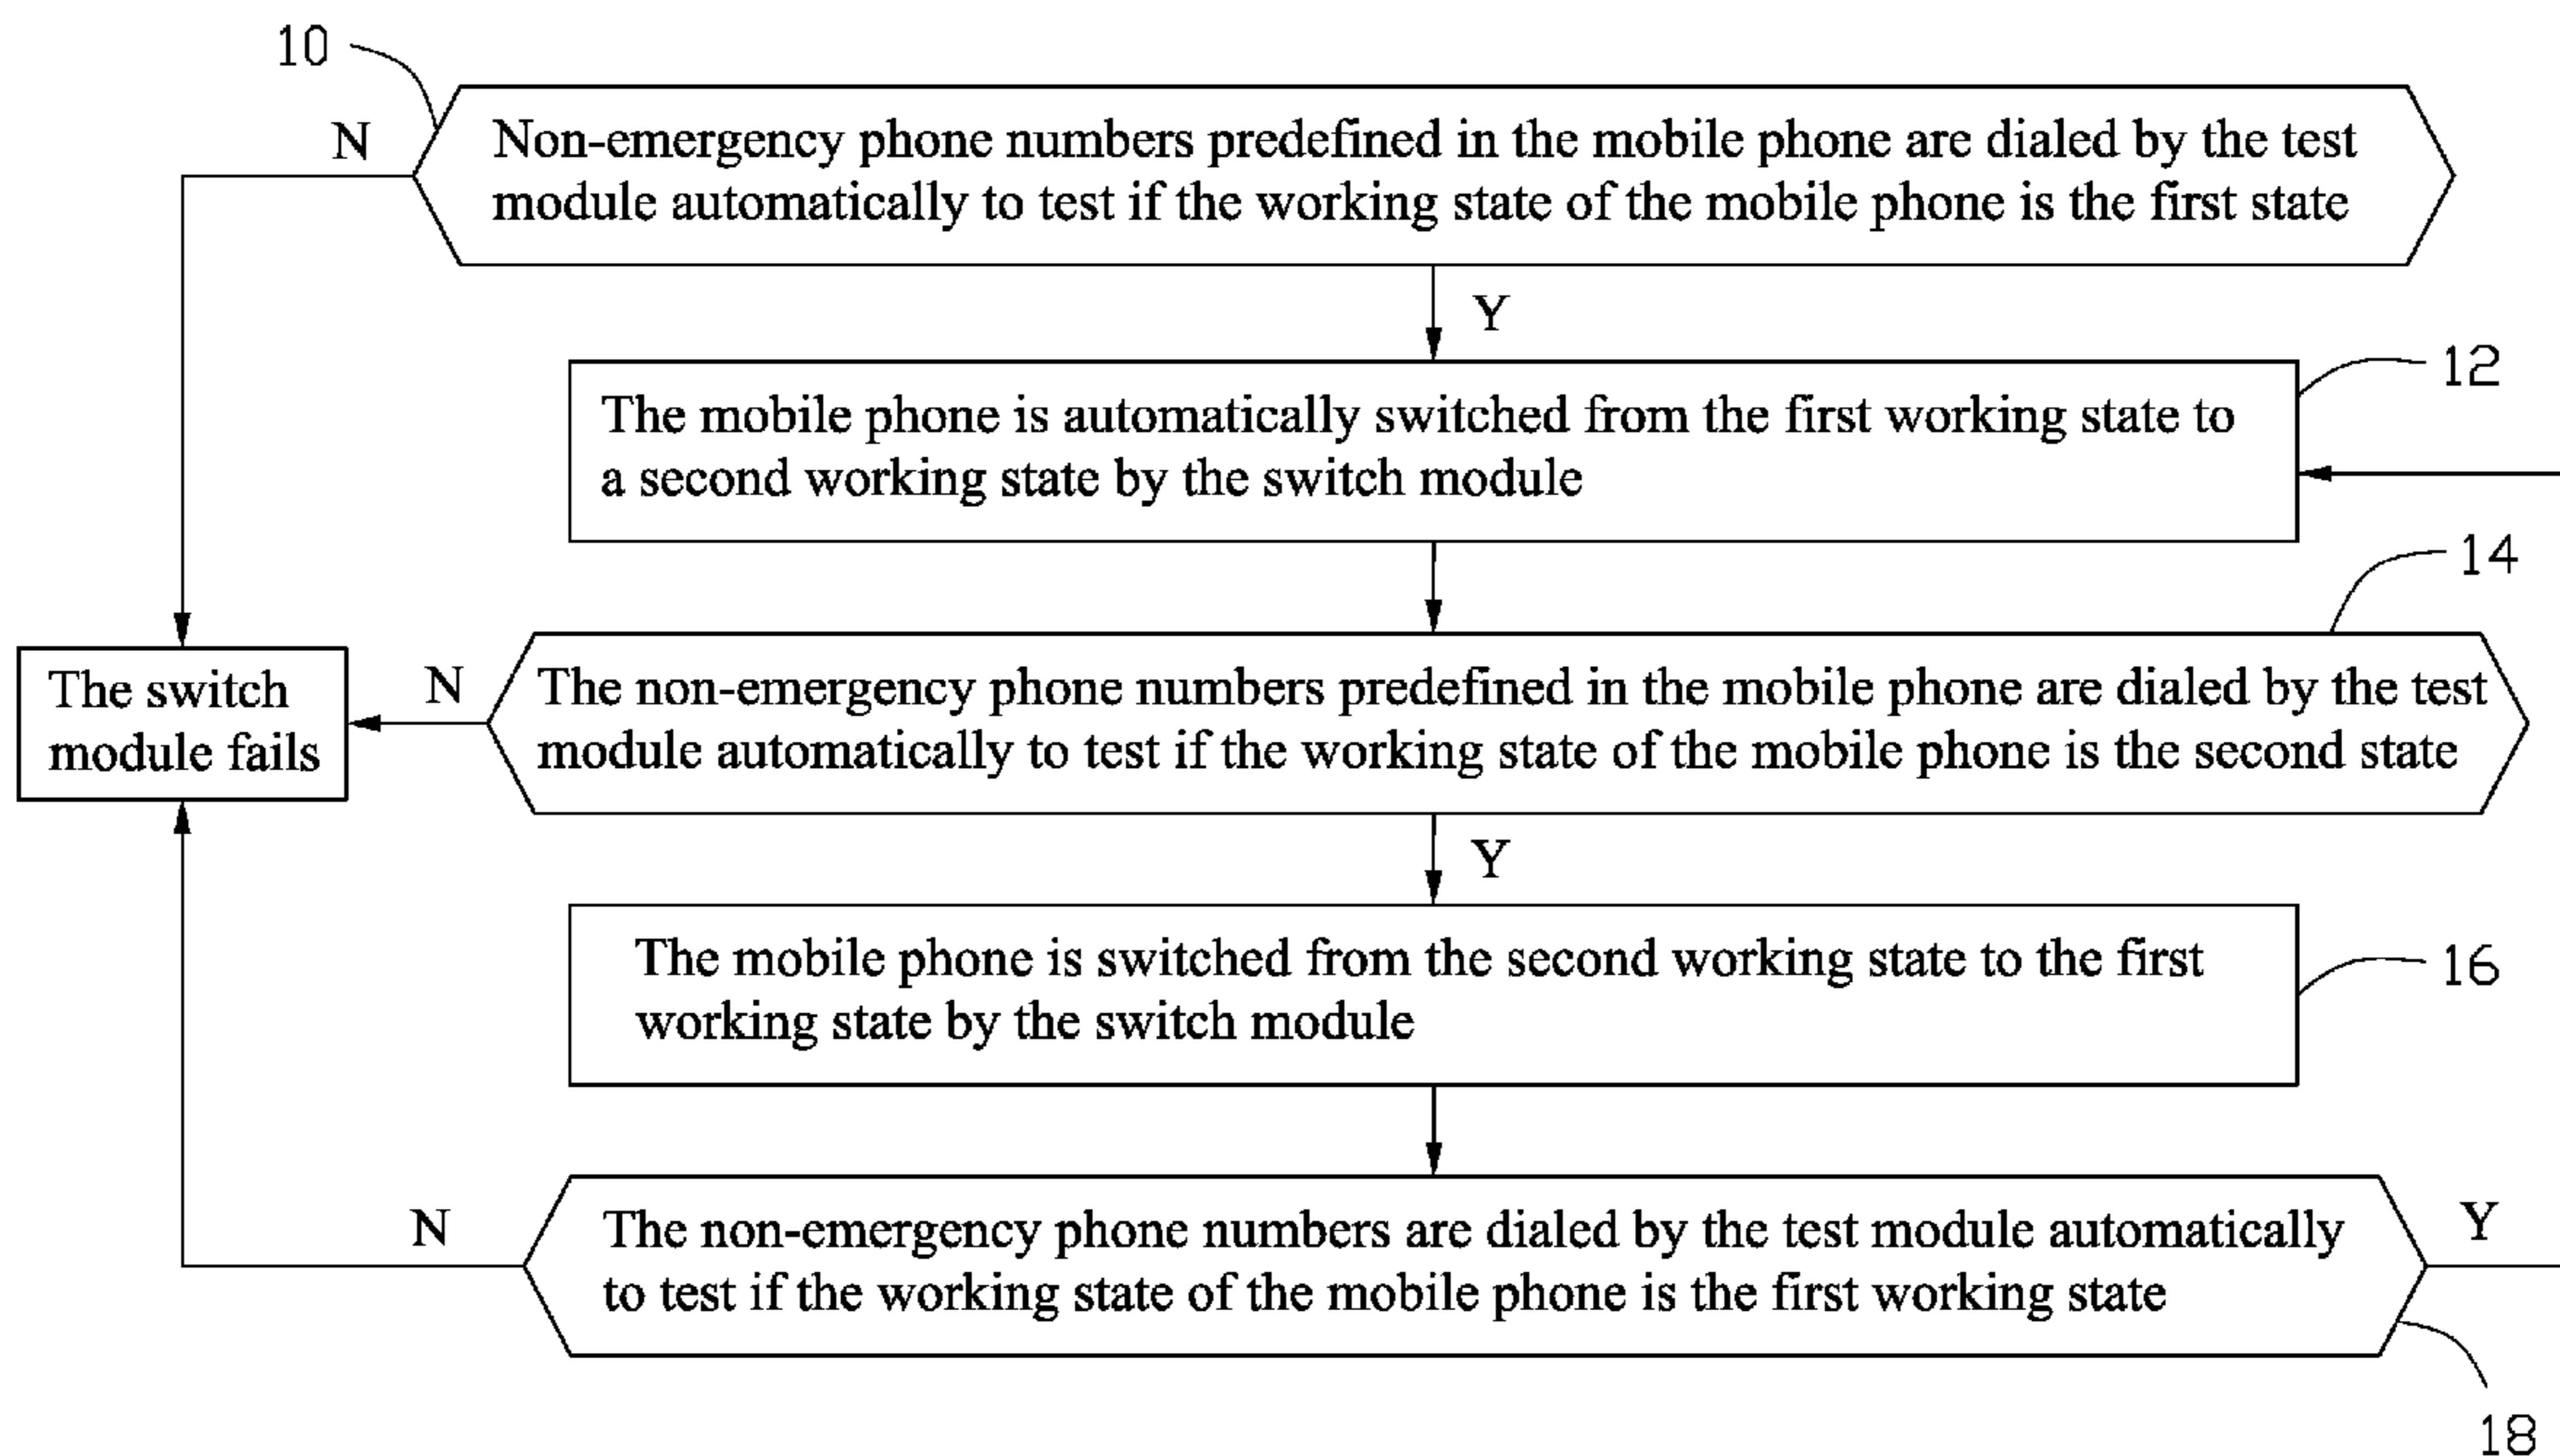 10
N
Non-emergency phone numbers predefined in the mobile phone are dialed by the test
module automatically to test if the working state of the mobile phone is the first state
Y
12
The mobile phone is automatically switched from the first working state to
a second working state by the switch module
14
The switch
module fails
N
The non-emergency phone numbers predefined in the mobile phone are dialed by the test
module automatically to test if the working state of the mobile phone is the second state
Y
The mobile phone is switched from the second working state to the first
working state by the switch module
16
N
The non-emergency phone numbers are dialed by the test module automatically
to test if the working state of the mobile phone is the first working state
Y
18